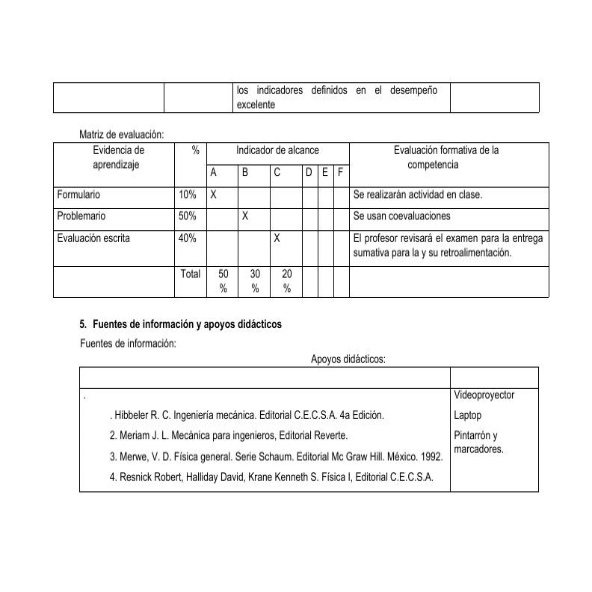 los indicadores definidos en el desempeño
excelente
Matriz de evaluación:
Evidencia de aprendizaje % Indicador de alcance Evaluación formativa de la competencia
A B C D E F
Formulario 10% X Se realizarán actividad en clase.
Problemario 50% X Se usan coevaluaciones
Evaluación escrita 40% X El profesor revisará el examen para la entrega
sumativa para la y su retroalimentación.
Total 50 % 30 % 20 %
5. Fuentes de información y apoyos didácticos
Fuentes de información:
Apoyos didácticos:
.
. Hibbeler R. C. Ingeniería mecánica. Editorial C.E.C.S.A. 4a Edición.
2. Meriam J. L. Mecánica para ingenieros, Editorial Reverte.
3. Merwe, V. D. Física general. Serie Schaum. Editorial Mc Graw Hill. México. 1992.
4. Resnick Robert, Halliday David, Krane Kenneth S. Física I, Editorial C.E.C.S.A.
Videoproyector
Laptop
Pintarrón y
marcadores.